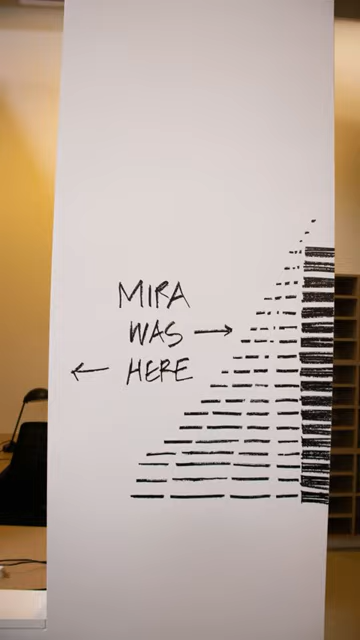 MIRA
WAS →
← HERE